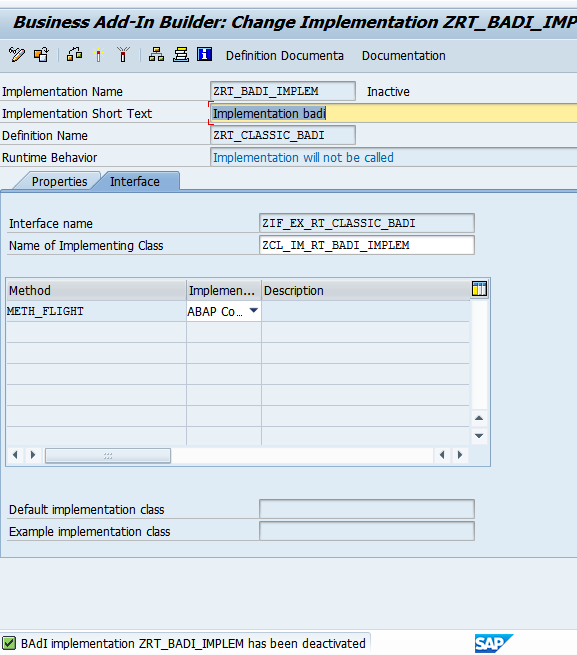 Business Add-In Builder: Change Implementation ZRT_BADI_IMP
Definition Documenta Documentation
Implementation Name ZRT_BADI_IMPLEM Inactive
Implementation Short Text Implementation badi
Definition Name ZRT_CLASSIC_BADI
Runtime Behavior Implementation will not be called
Properties Interface
Interface name ZIF_EX_RT_CLASSIC_BADI
Name of Implementing Class ZCL_IM_RT_BADI_IMPLEM
Method Implemen... Description
METH_FLIGHT ABAP Co...
Default implementation class
Example implementation class
BAdI implementation ZRT_BADI_IMPLEM has been deactivated SAP